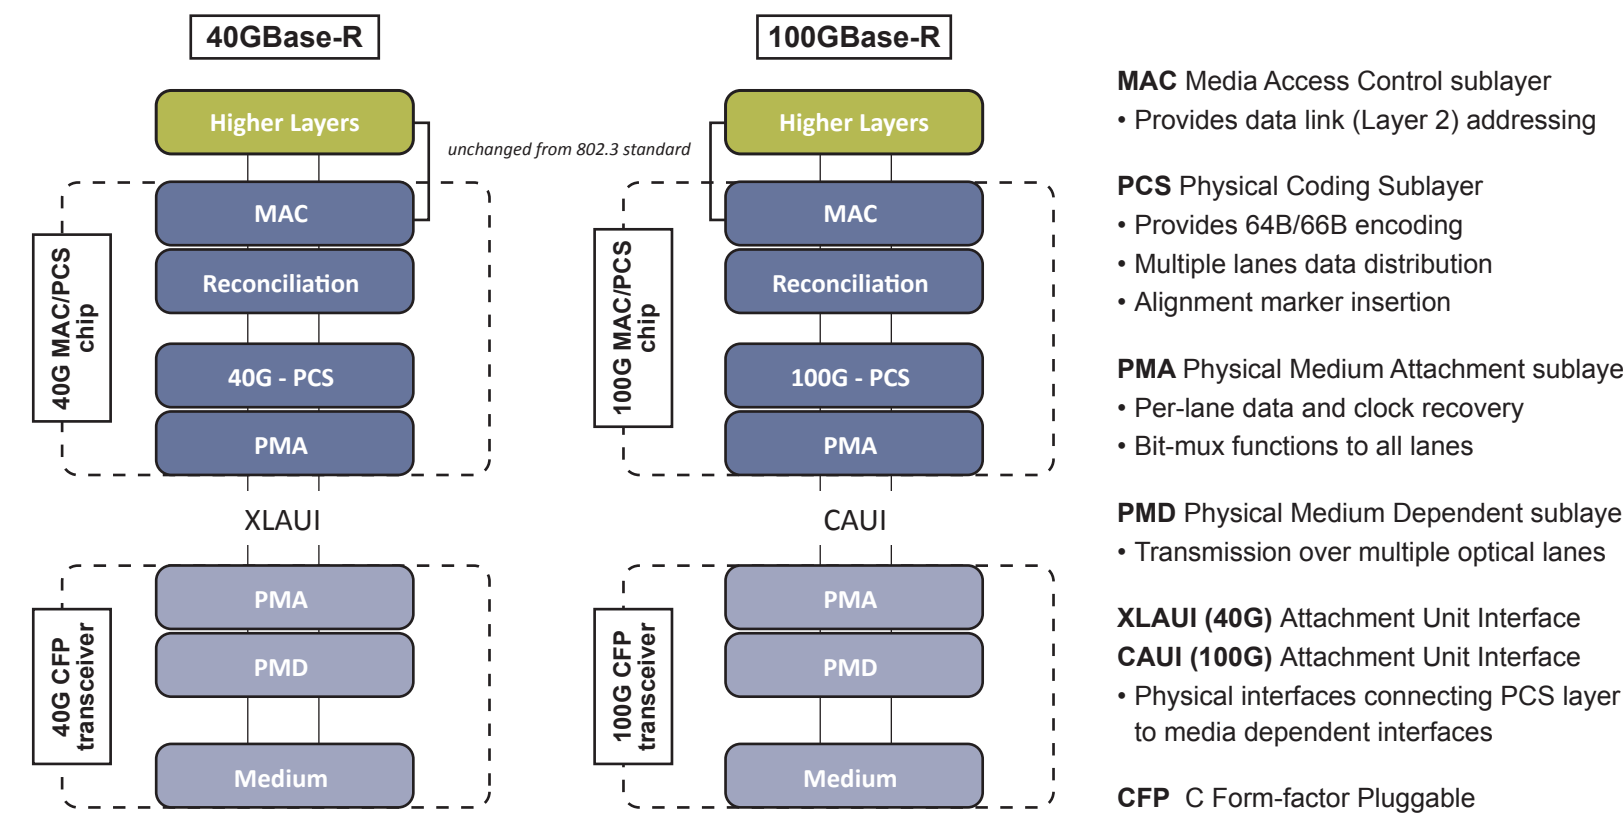 40GBase-R
Higher Layers
MAC
Reconciliation
40G - PCS
PMA
XLAUI
PMA
PMD
Medium
40G MAC/PCS
chip
40G CFP
transceiver
unchanged from 802.3 standard
100GBase-R
Higher Layers
MAC
Reconciliation
100G - PCS
PMA
CAUI
PMA
PMD
Medium
100G MAC/PCS
chip
100G CFP
transceiver
MAC Media Access Control sublayer
• Provides data link (Layer 2) addressing
PCS Physical Coding Sublayer
• Provides 64B/66B encoding
• Multiple lanes data distribution
• Alignment marker insertion
PMA Physical Medium Attachment sublaye
• Per-lane data and clock recovery
• Bit-mux functions to all lanes
PMD Physical Medium Dependent sublaye
• Transmission over multiple optical lanes
XLAUI (40G) Attachment Unit Interface
CAUI (100G) Attachment Unit Interface
• Physical interfaces connecting PCS layer
to media dependent interfaces
CFP C Form-factor Pluggable